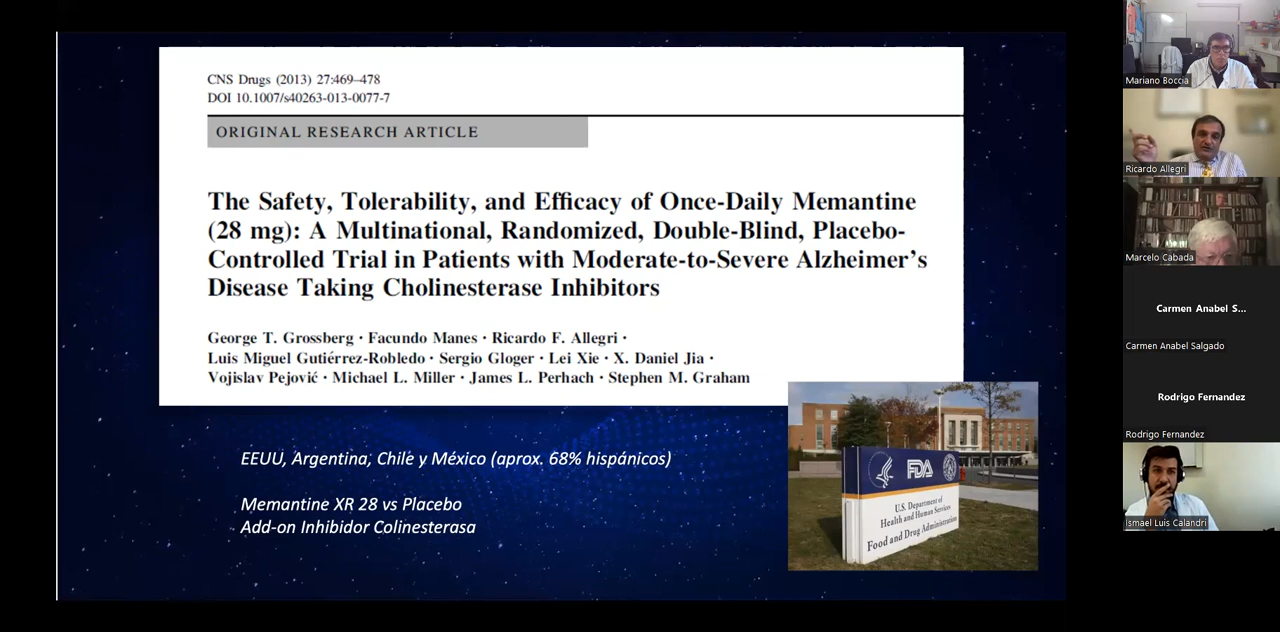 CNS Drugs (2013) 27:469–478
DOI 10.1007/s40263-013-0077-7
ORIGINAL RESEARCH ARTICLE
The Safety, Tolerability, and Efficacy of Once-Daily Memantine
(28 mg): A Multinational, Randomized, Double-Blind, Placebo-
Controlled Trial in Patients with Moderate-to-Severe Alzheimer's
Disease Taking Cholinesterase Inhibitors
George T. Grossberg · Facundo Manes · Ricardo F. Allegri ·
Luis Miguel Gutiérrez-Robledo · Sergio Gloger · Lei Xie · X. Daniel Jia ·
Vojislav Pejović · Michael L. Miller · James L. Perhach · Stephen M. Graham
EEUU, Argentina, Chile y México (aprox. 68% hispánicos)
Memantine XR 28 vs Placebo
Add-on Inhibidor Colinesterasa
FDA
U.S. Department of
Health and Human Services
Food and Drug Administration
Mariano Boccia
Ricardo Allegri
Marcelo Cabada
Carmen Anabel S...
Carmen Anabel Salgado
Rodrigo Fernandez
Rodrigo Fernandez
Ismael Luis Calandri